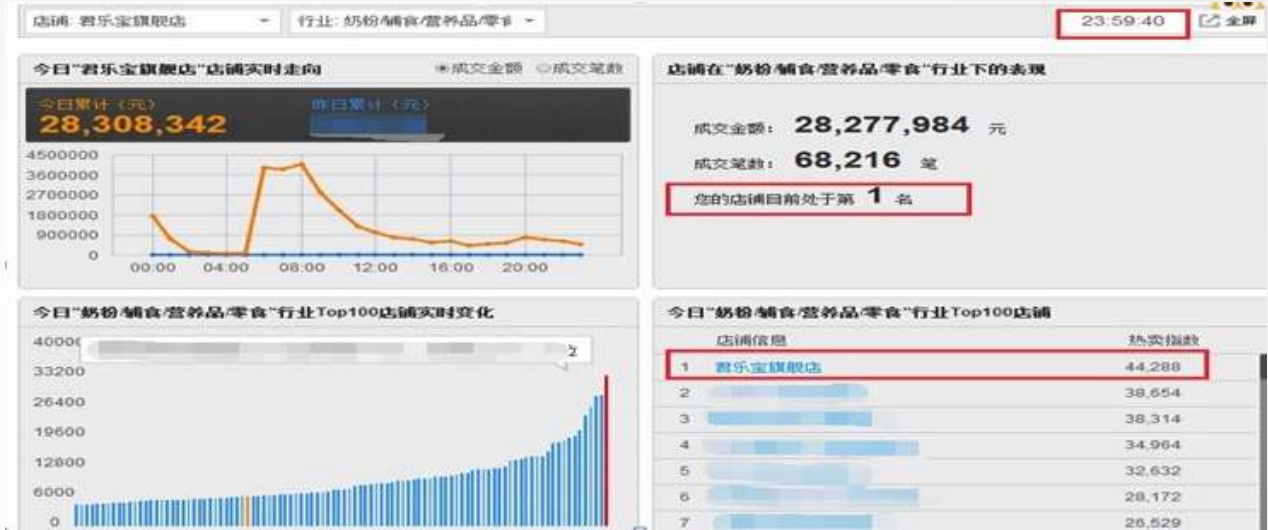 店铺: 君乐宝旗舰店
行业: 奶粉/辅食/营养品/零食
23:59:40
全屏
今日"君乐宝旗舰店"店铺实时走向
成交金额
成交笔数
今日累计（元）
昨日累计（元）
28,308,342
4500000
3600000
2700000
1800000
900000
0
00:00 04:00 08:00 12:00 16:00 20:00
店铺在"奶粉/辅食/营养品/零食"行业下的表现
成交金额: 28,277,984 元
成交笔数: 68,216 笔
您的店铺目前处于第 1 名
今日"奶粉/辅食/营养品/零食"行业Top100店铺实时变化
33200
26400
19600
12800
6000
0
今日"奶粉/辅食/营养品/零食"行业Top100店铺
店铺信息 热卖指数
1 君乐宝旗舰店 44,288
2 38,654
3 38,314
4 34,964
5 32,632
6 28,172
7 26,529